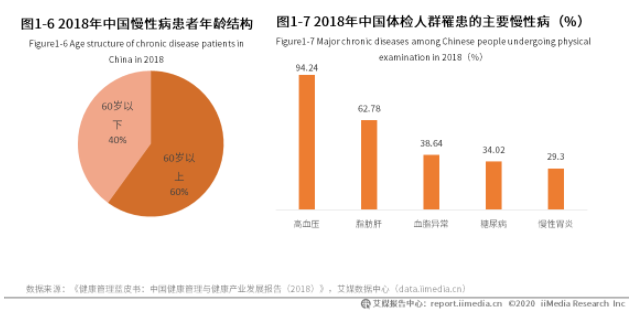 图1-6 2018年中国慢性病患者年龄结构
Figure1-6 Age structure of chronic disease patients in
China in 2018
60岁以
下
40%
60岁以
上
60%
图1-7 2018年中国体检人群罹患的主要慢性病（%）
Figure1-7 Major chronic diseases among Chinese people undergoing physical
examination in 2018（%）
94.24
62.78
38.64
34.02
29.3
高血压
脂肪肝
血脂异常
糖尿病
慢性胃炎
数据来源：《健康管理蓝皮书：中国健康管理与健康产业发展报告（2018）》，艾媒数据中心（data.iimedia.cn）
艾媒报告中心：report.iimedia.cn ©2020 iiMedia Research Inc